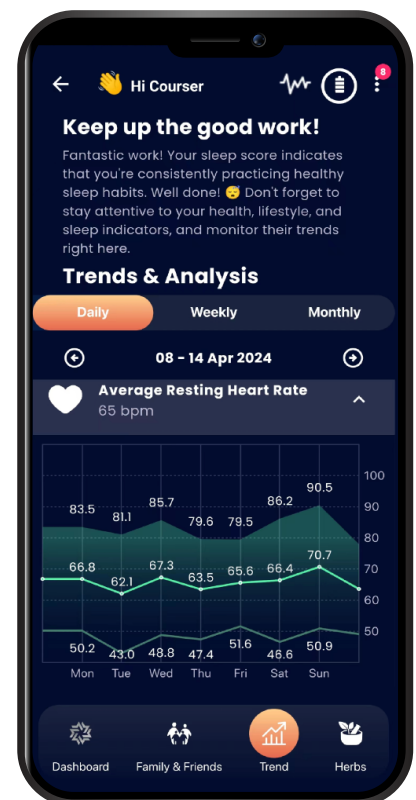 Hi Courser
8
Keep up the good work!
Fantastic work! Your sleep score indicates
that you're consistently practicing healthy
sleep habits. Well done! 😴 Don't forget to
stay attentive to your health, lifestyle, and
sleep indicators, and monitor their trends
right here.
Trends & Analysis
Daily Weekly Monthly
08 - 14 Apr 2024
Average Resting Heart Rate
65 bpm
100
90
80
70
60
50
83.5 81.1 85.7 79.6 79.5 86.2 90.5
66.8 62.1 67.3 63.5 65.6 66.4 70.7
50.2 43.0 48.8 47.4 51.6 46.6 50.9
Mon Tue Wed Thu Fri Sat Sun
Dashboard Family & Friends Trend Herbs